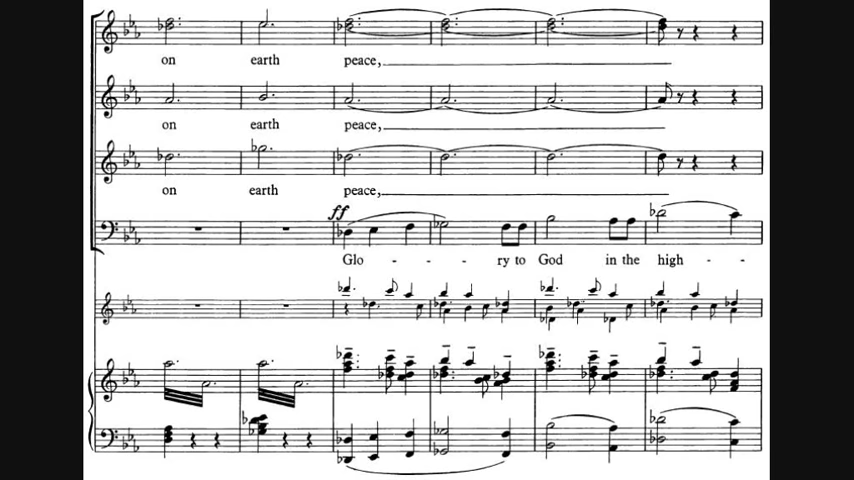 on earth peace,
on earth peace,
on earth peace,
ff
Glo - - - ry to God in the high - -